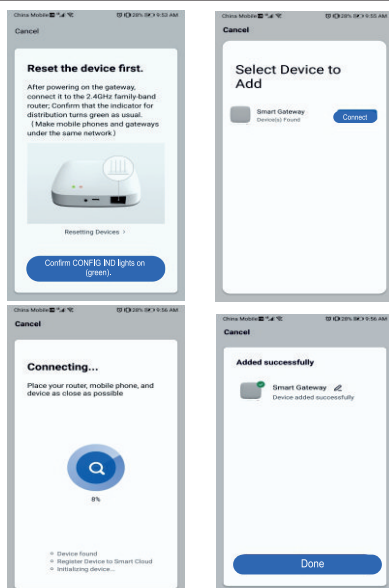 China Mobile 28% 9:53 AM
Cancel
Reset the device first.
After powering on the gateway,
connect it to the 2.4GHz family-band
router; Confirm that the indicator for
distribution turns green as usual.
(Make mobile phones and gateways
under the same network)
Resetting Devices >
Confirm CONFIG IND lights on
(green).
China Mobile 28% 9:55 AM
Cancel
Select Device to
Add
Smart Gateway
Device(s) Found
Connect
China Mobile 28% 9:56 AM
Cancel
Connecting...
Place your router, mobile phone, and
device as close as possible
8%
Device found
Register Device to Smart Cloud
Initializing device...
China Mobile 28% 9:56 AM
Cancel
Added successfully
Smart Gateway
Device added successfully
Done